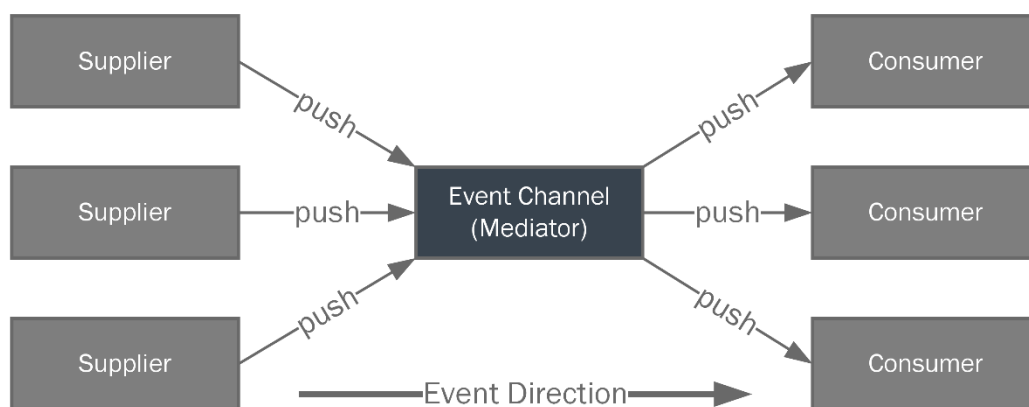 Supplier
Consumer
push
push
Supplier
push
Event Channel
(Mediator)
push
Consumer
push
push
Supplier
Consumer
Event Direction